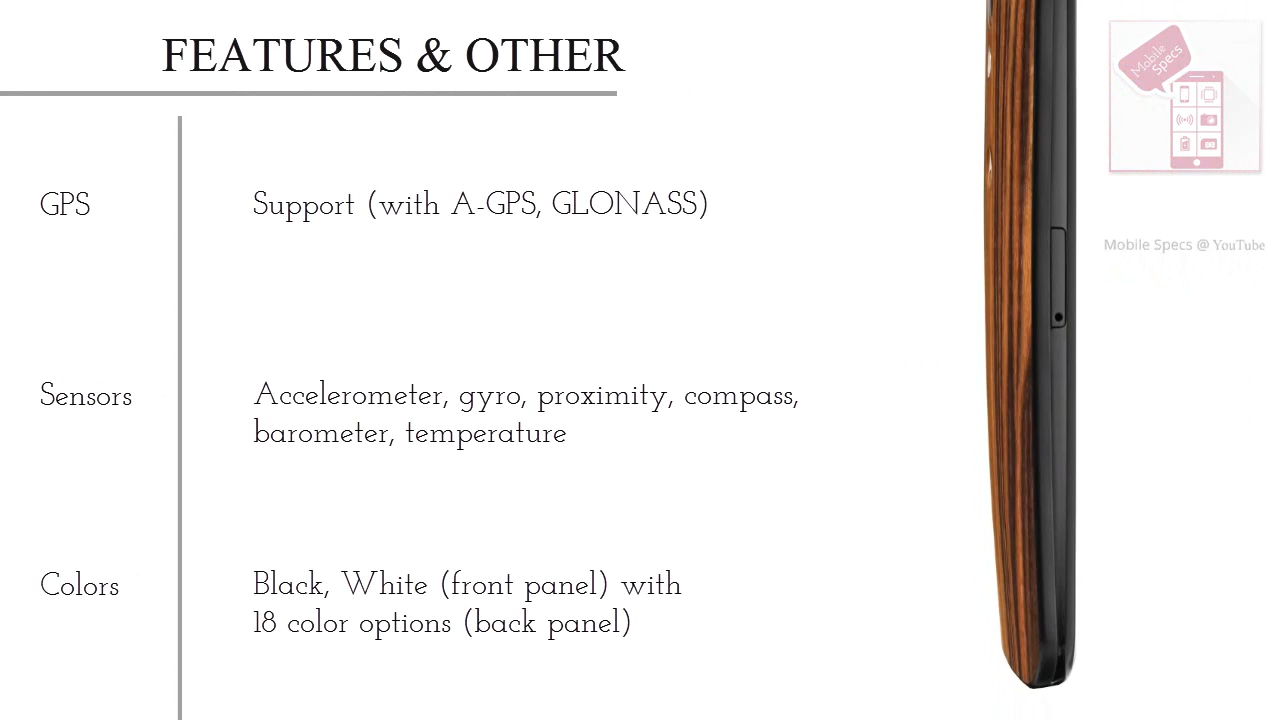 FEATURES & OTHER
Mobile
Specs
GPS
Support (with A-GPS, GLONASS)
Mobile Specs @ YouTube
Sensors
Accelerometer, gyro, proximity, compass,
barometer, temperature
Colors
Black, White (front panel) with
18 color options (back panel)